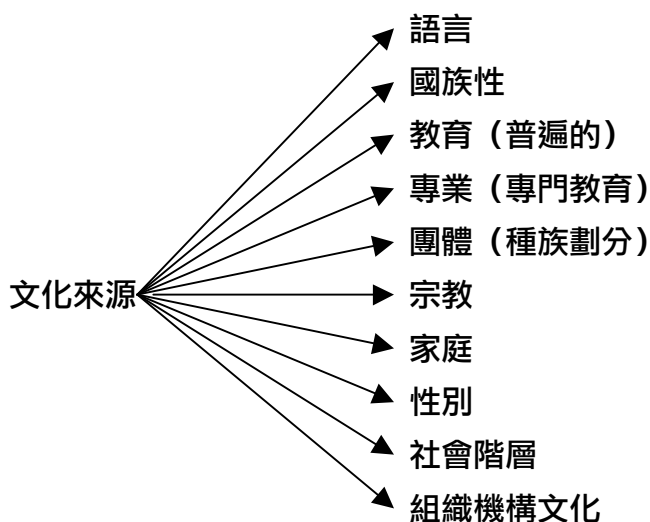 語言
國族性
教育（普遍的）
專業（專門教育）
團體（種族劃分）
文化來源
宗教
家庭
性別
社會階層
組織機構文化